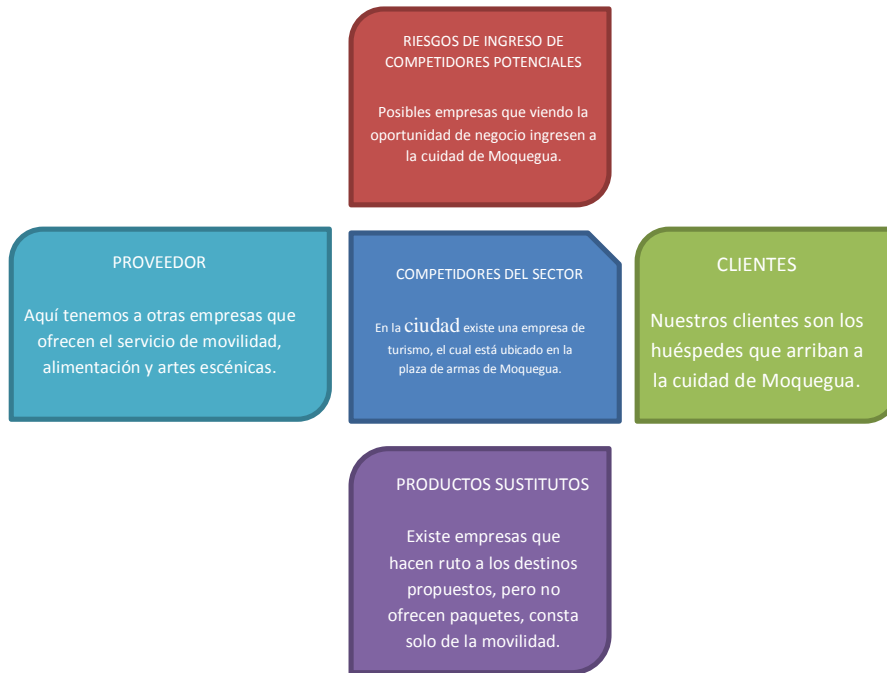 RIESGOS DE INGRESO DE
COMPETIDORES POTENCIALES
Posibles empresas que viendo la
oportunidad de negocio ingresen a
la cuidad de Moquegua.
PROVEEDOR
Aquí tenemos a otras empresas que
ofrecen el servicio de movilidad,
alimentación y artes escénicas.
COMPETIDORES DEL SECTOR
En la ciudad existe una empresa de
turismo, el cual está ubicado en la
plaza de armas de Moquegua.
CLIENTES
Nuestros clientes son los
huéspedes que arriban a
la cuidad de Moquegua.
PRODUCTOS SUSTITUTOS
Existe empresas que
hacen ruto a los destinos
propuestos, pero no
ofrecen paquetes, consta
solo de la movilidad.